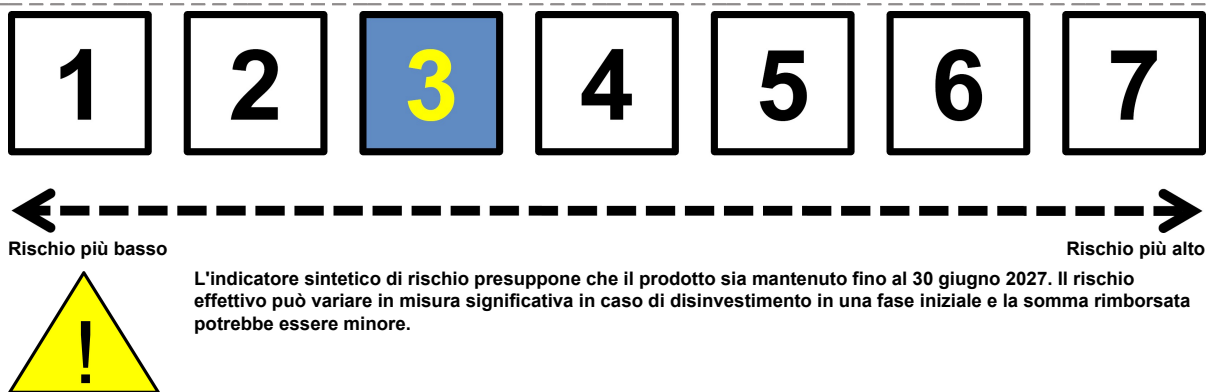 1 2 3 4 5 6 7
Rischio più basso Rischio più alto
L'indicatore sintetico di rischio presuppone che il prodotto sia mantenuto fino al 30 giugno 2027. Il rischio
effettivo può variare in misura significativa in caso di disinvestimento in una fase iniziale e la somma rimborsata
potrebbe essere minore.
!